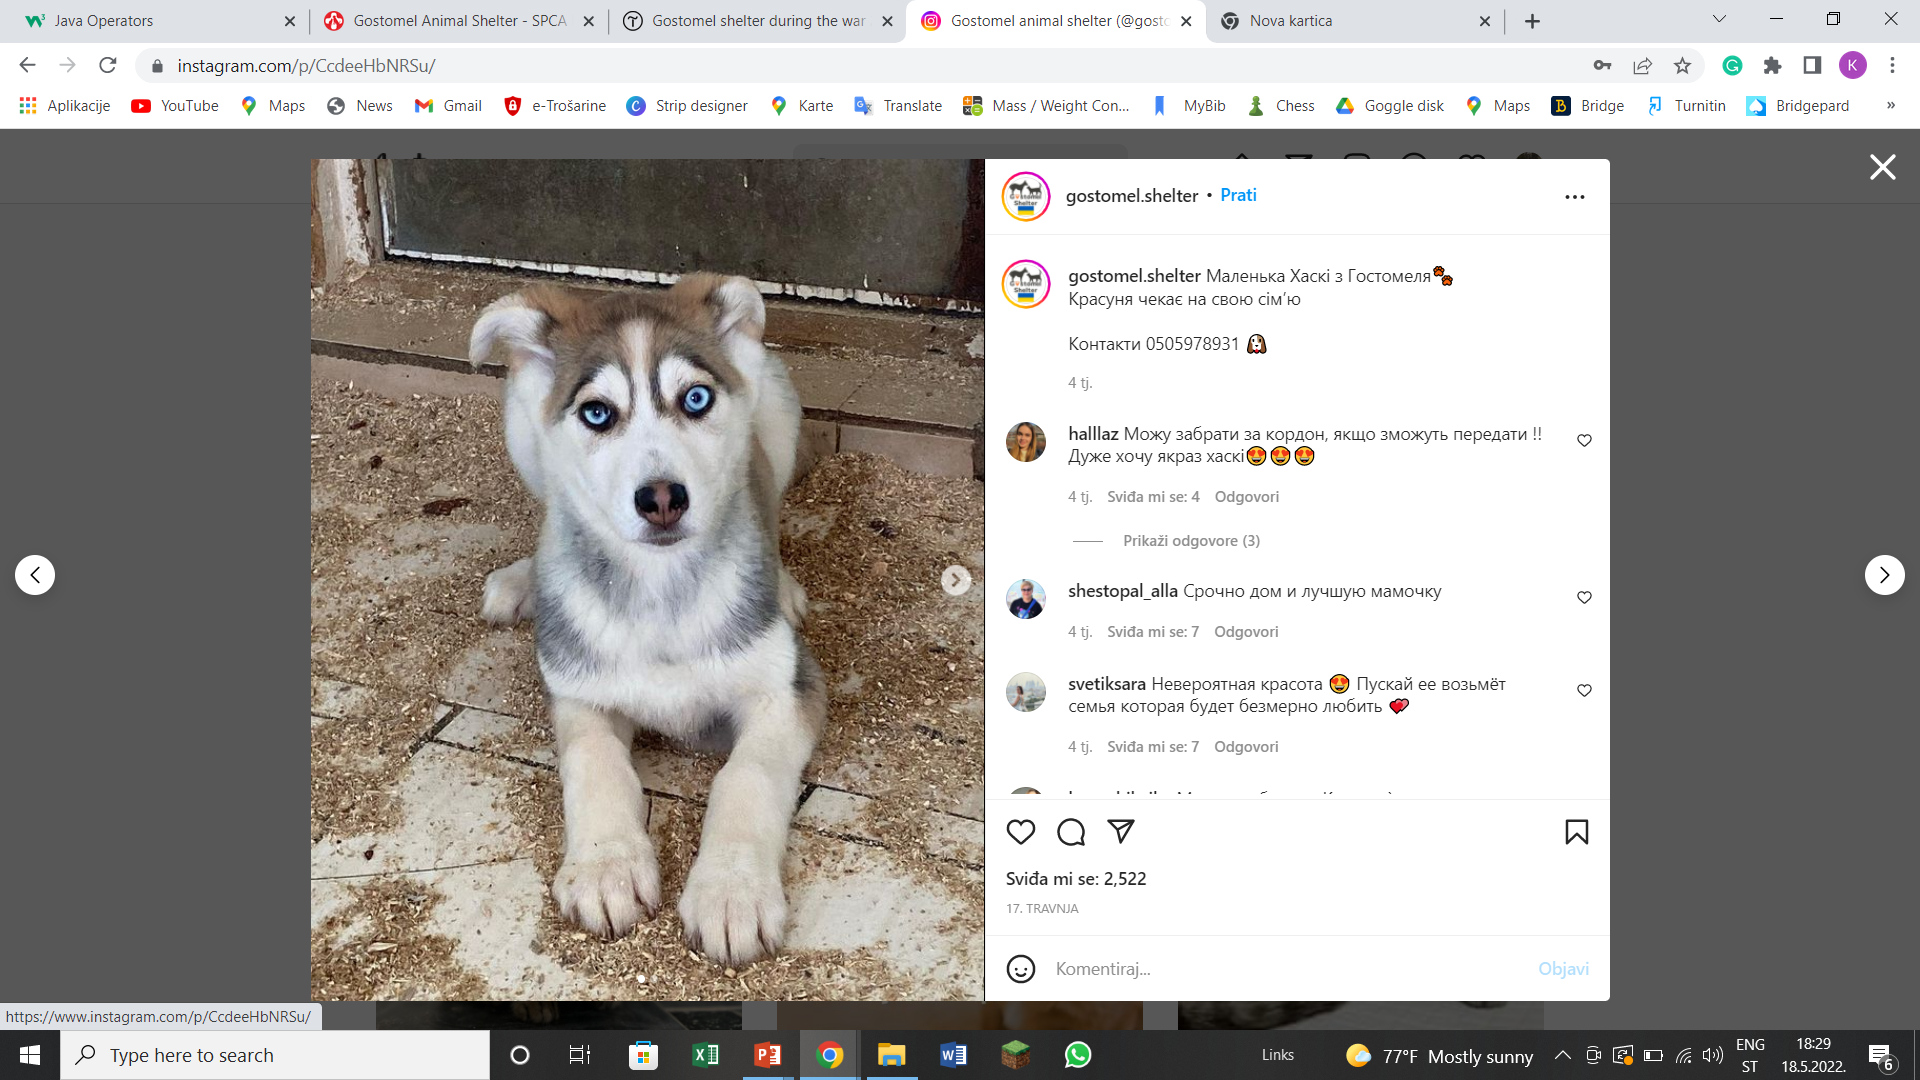 Java Operators
Gostomel Animal Shelter - SPCA
Gostomel shelter during the war
Gostomel animal shelter (@gosto
Nova kartica
instagram.com/p/CcdeeHbNRSu/
K
Aplikacije
YouTube
Maps
News
Gmail
e-Trošarine
Strip designer
Karte
Translate
Mass / Weight Con...
MyBib
Chess
Goggle disk
Maps
Bridge
Turnitin
Bridgepard
»
gostomel.shelter • Prati
gostomel.shelter Маленька Хаскі з Гостомеля🐾
Красуня чекає на свою сім’ю
Контакти 0505978931 🐶
4 tj.
halllaz Можу забрати за кордон, якщо зможуть передати !!
Дуже хочу якраз хаскі😍😍😍
4 tj. Sviđa mi se: 4 Odgovori
Prikaži odgovore (3)
shestopal_alla Срочно дом и лучшую мамочку
4 tj. Sviđa mi se: 7 Odgovori
svetiksara Невероятная красота 😍 Пускай ее возьмёт
семья которая будет безмерно любить 💕
4 tj. Sviđa mi se: 7 Odgovori
Sviđa mi se: 2,522
17. TRAVNJA
Komentiraj...
Objavi
https://www.instagram.com/p/CcdeeHbNRSu/
Type here to search
Links
77°F Mostly sunny
ENG
ST
18:29
18.5.2022.
6